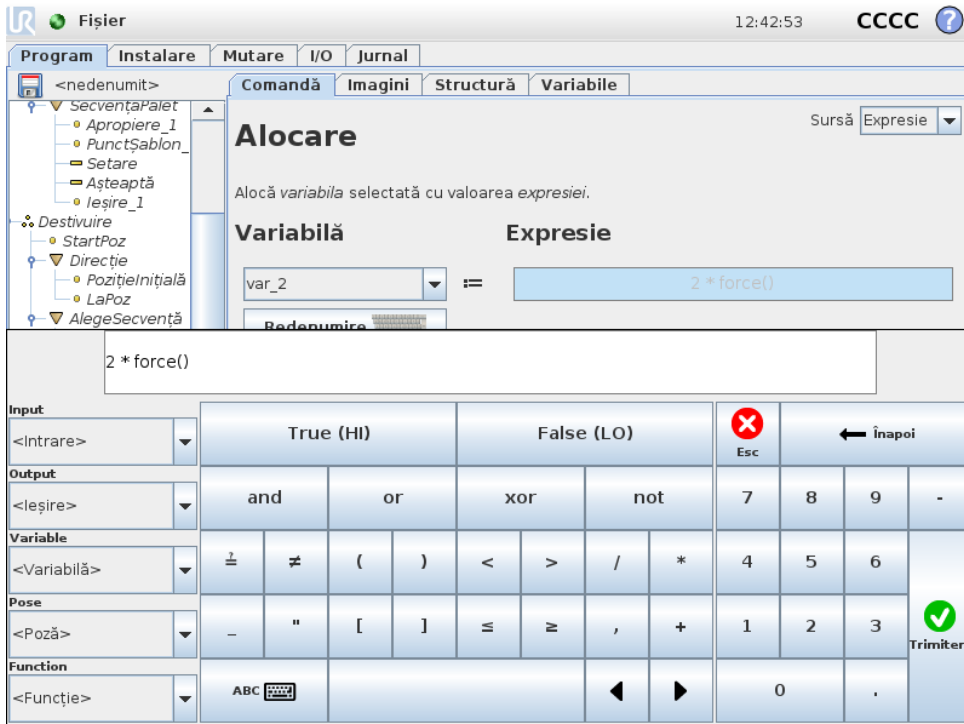 UR Fișier 12:42:53 CCCC ?
Program Instalare Mutare I/O Jurnal
<nedenumit> Comandă Imagini Structură Variabile
SecvențaPalet
Apropiere_1
PunctȘablon_
Setare
Așteaptă
Ieșire_1
Destivuire
StartPoz
Direcție
PozițieInițială
LaPoz
AlegeSecvență
Sursă Expresie
Alocare
Alocă variabila selectată cu valoarea expresiei.
Variabilă Expresie
var_2 := 2 * force()
Redenumire
2 * force()
Input
<Intrare>
Output
<Ieșire>
Variable
<Variabilă>
Pose
<Poză>
Function
<Funcție>
True (HI) False (LO) Esc Înapoi
and or xor not 7 8 9 -
≟ ≠ ( ) < > / * 4 5 6
_ " [ ] ≤ ≥ , + 1 2 3 Trimiter
ABC 0 .